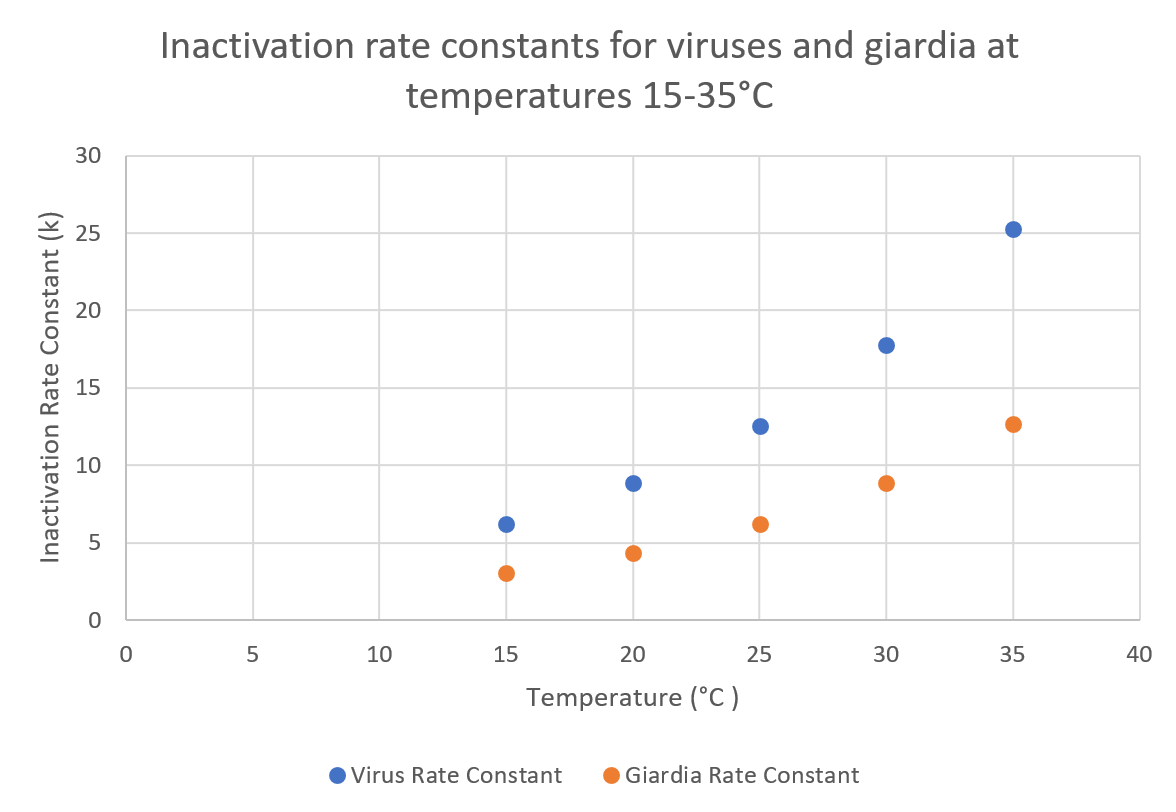 Inactivation rate constants for viruses and giardia at
temperatures 15-35°C
30
25
20
15
10
5
0
Inactivation Rate Constant (k)
0 5 10 15 20 25 30 35 40
Temperature (°C )
Virus Rate Constant Giardia Rate Constant